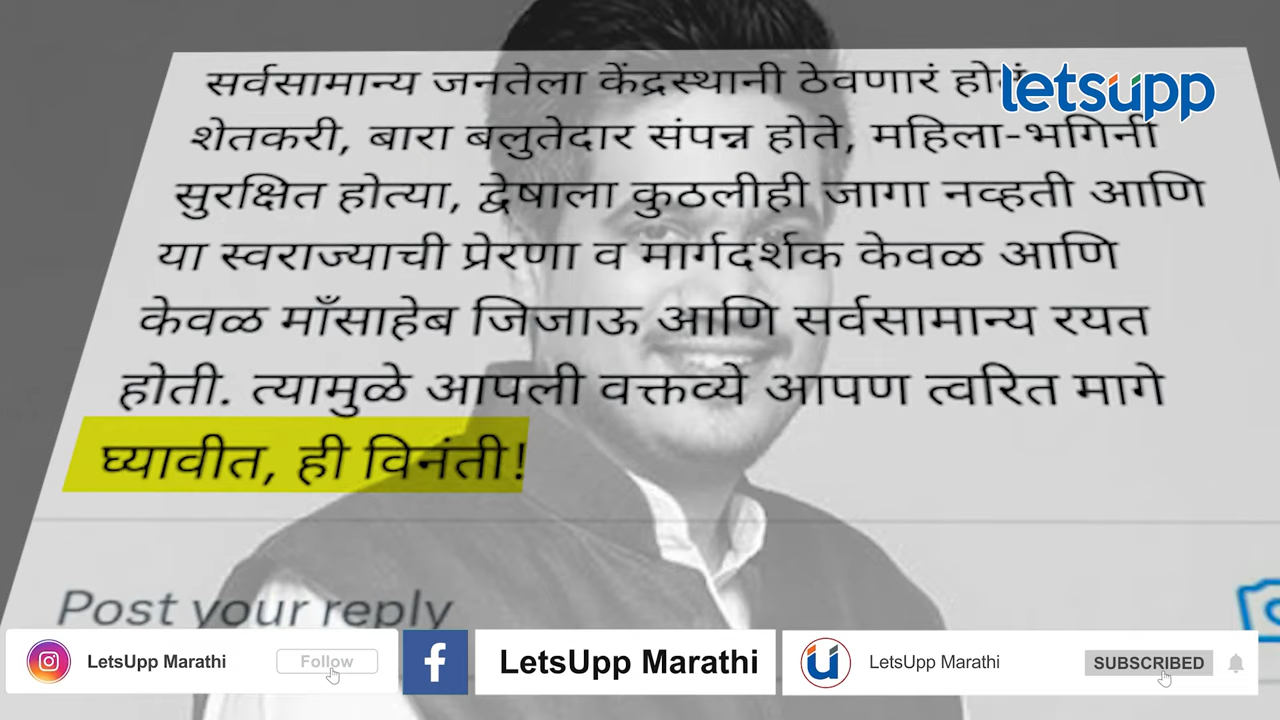 सर्वसामान्य जनतेला केंद्रस्थानी ठेवणारं
letsupp
शेतकरी, बारा बलुतेदार संपन्न होते, महिला-भगिनी
सुरक्षित होत्या, द्वेषाला कुठलीही जागा नव्हती आणि
या स्वराज्याची प्रेरणा व मार्गदर्शक केवळ आणि
केवळ माँसाहेब जिजाऊ आणि सर्वसामान्य रयत
होती. त्यामुळे आपली वक्तव्ये आपण त्वरित मागे
घ्यावीत, ही विनंती!
Post your reply
LetsUpp Marathi Follow
LetsUpp Marathi
LetsUpp Marathi SUBSCRIBED